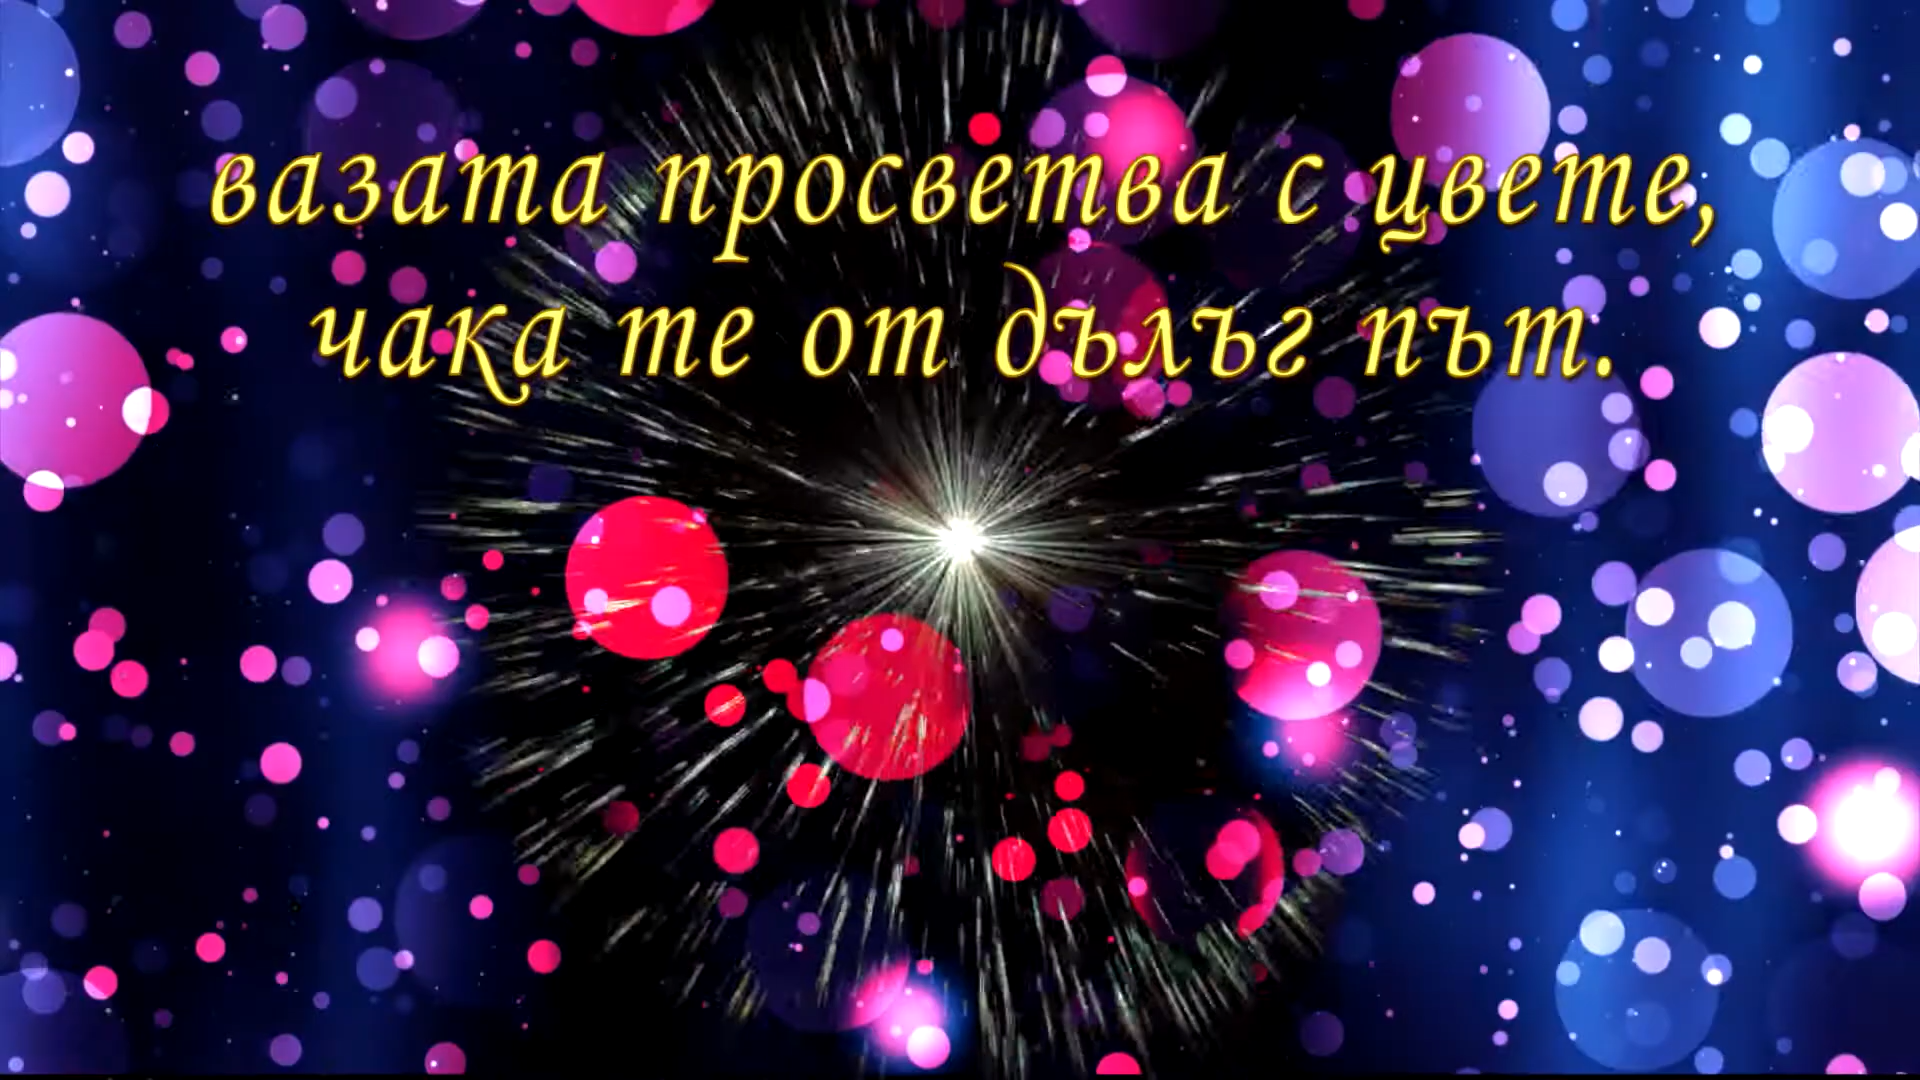 вазата просветва с цвете,
чака те от дълъг път.